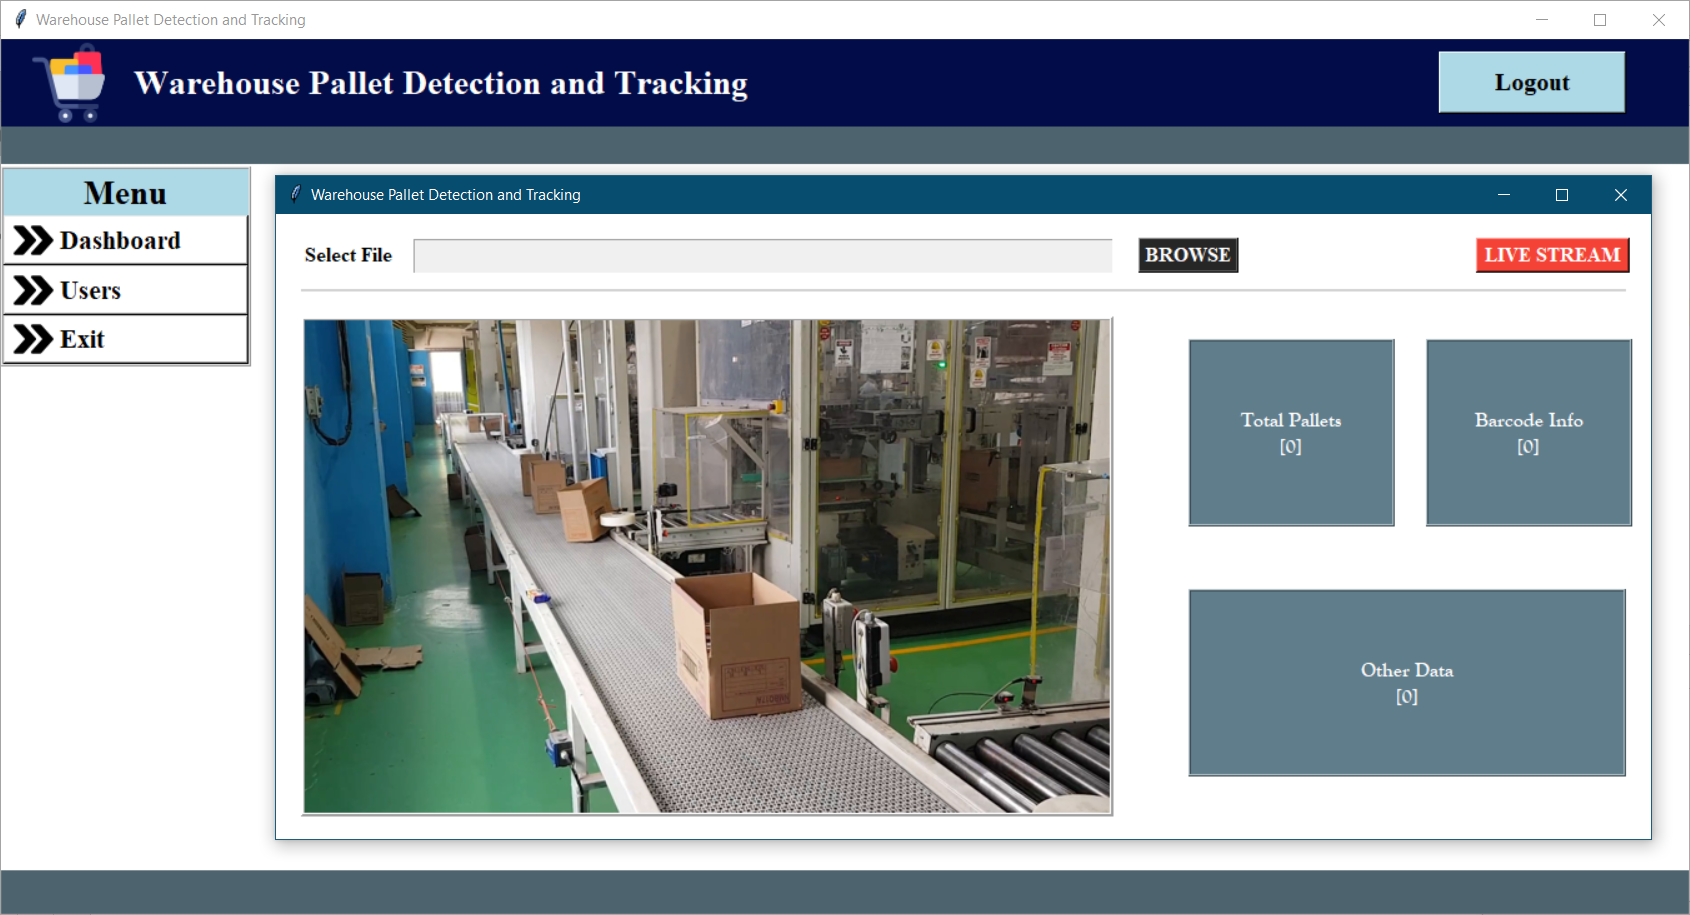 Warehouse Pallet Detection and Tracking
Warehouse Pallet Detection and Tracking
Logout
Menu
Dashboard
Users
Exit
Warehouse Pallet Detection and Tracking
Select File
BROWSE
LIVE STREAM
Total Pallets
[0]
Barcode Info
[0]
Other Data
[0]